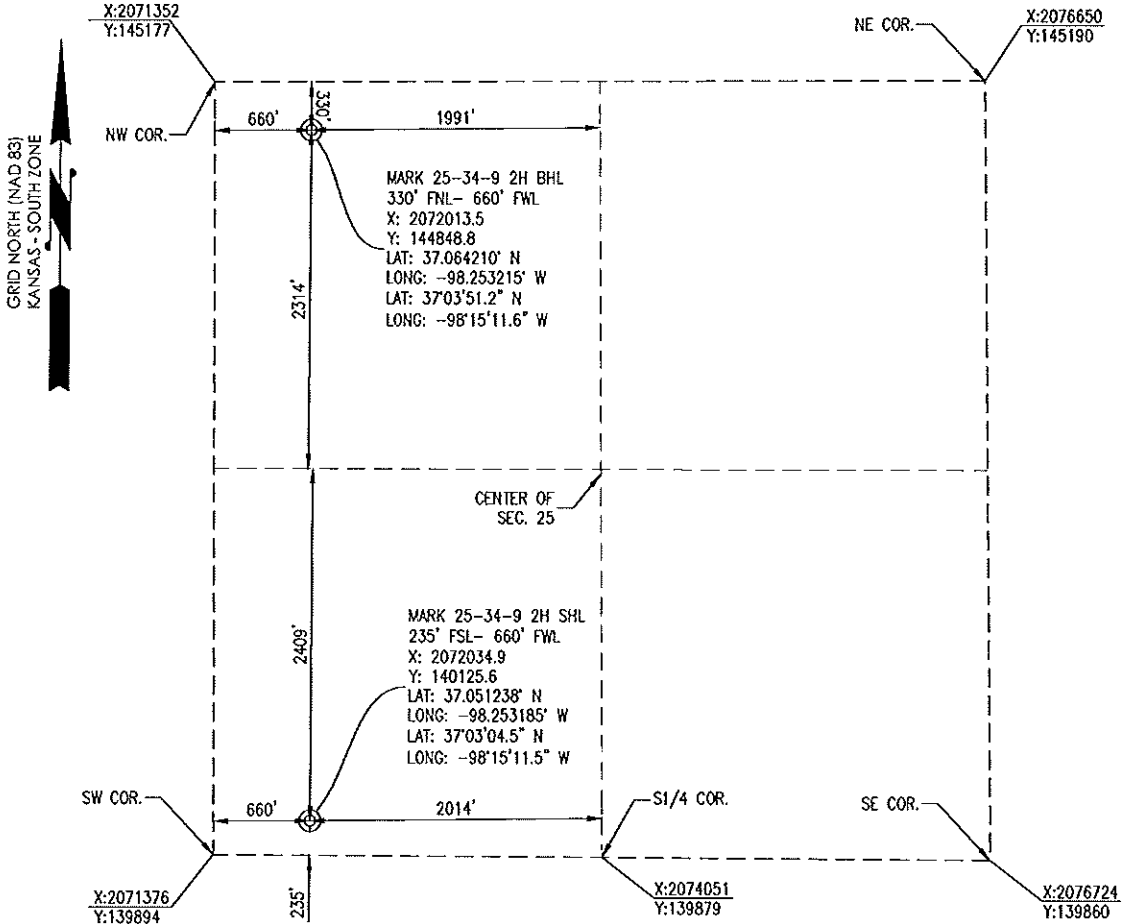 X:2071352
Y:145177
NE COR.
X:2076650
Y:145190
GRID NORTH (NAD 83)
KANSAS - SOUTH ZONE
NW COR.
330'
660'
1991'
MARK 25-34-9 2H BHL
330' FNL- 660' FWL
X: 2072013.5
Y: 144848.8
LAT: 37.064210' N
LONG: -98.253215' W
LAT: 37°03'51.2" N
LONG: -98°15'11.6" W
2314'
CENTER OF
SEC. 25
2409'
MARK 25-34-9 2H SHL
235' FSL- 660' FWL
X: 2072034.9
Y: 140125.6
LAT: 37.051238' N
LONG: -98.253185' W
LAT: 37°03'04.5" N
LONG: -98°15'11.5" W
SW COR.
660'
2014'
S1/4 COR.
SE COR.
235'
X:2071376
Y:139894
X:2074051
Y:139879
X:2076724
Y:139860